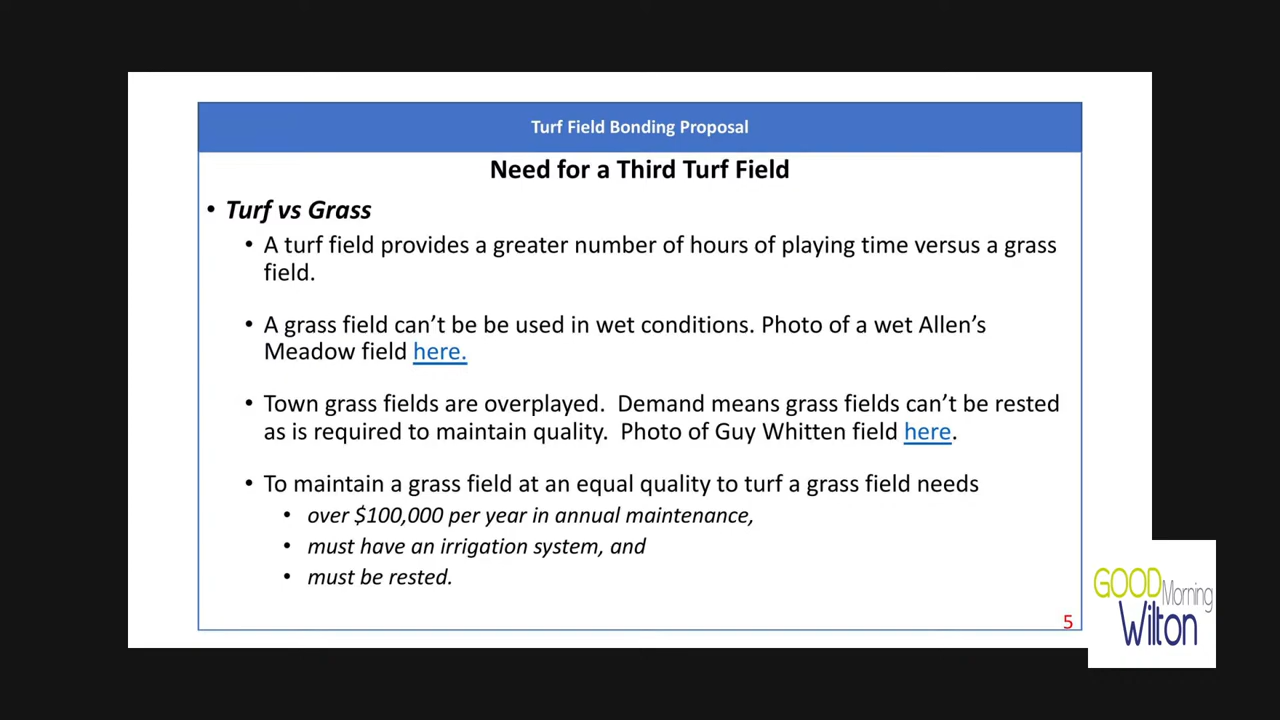 Turf Field Bonding Proposal
Need for a Third Turf Field
• Turf vs Grass
• A turf field provides a greater number of hours of playing time versus a grass
field.
• A grass field can’t be be used in wet conditions. Photo of a wet Allen’s
Meadow field here.
• Town grass fields are overplayed.  Demand means grass fields can’t be rested
as is required to maintain quality.  Photo of Guy Whitten field here.
• To maintain a grass field at an equal quality to turf a grass field needs
• over $100,000 per year in annual maintenance,
• must have an irrigation system, and
• must be rested.
5
GOOD Morning
Wilton